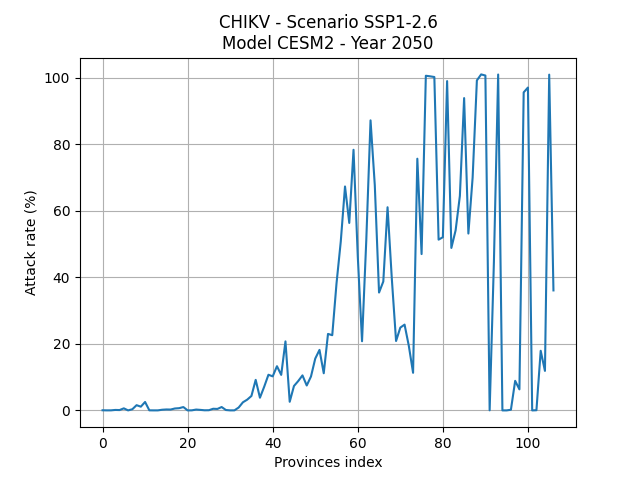 CHIKV - Scenario SSP1-2.6
Model CESM2 - Year 2050
100
80
60
40
20
0
Attack rate (%)
0 20 40 60 80 100
Provinces index